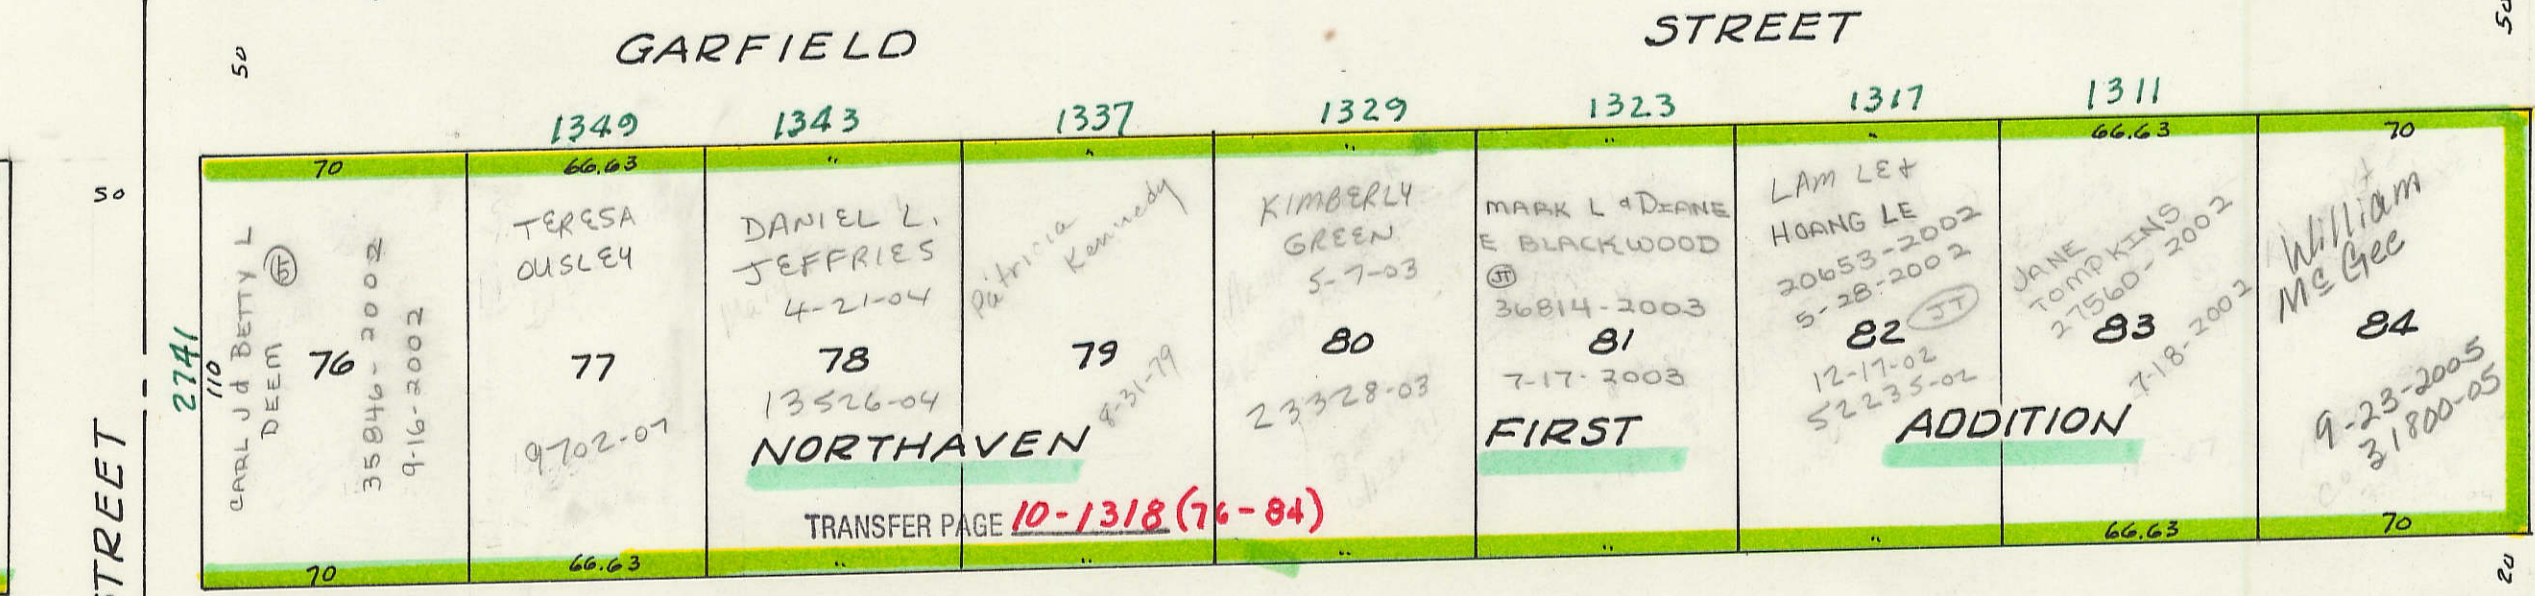 GARFIELD STREET
50
50
1349 1343 1337 1329 1323 1317 1311
50
70 66.63 " " " " " 66.63 70
2741
110
CARL J & BETTY L
DEEM
JT
76
35846-2002
9-16-2002
TERESA
OUSLEY
77
9702-07
DANIEL L.
JEFFRIES
4-21-04
78
13526-04
Patricia
Kennedy
79
8-31-79
KIMBERLY
GREEN
5-7-03
80
23328-03
MARK L & DIANE
E BLACKWOOD
JT
36814-2003
81
7-17-2003
LAM LE &
HOANG LE
20653-2002
5-28-2002
JT
82
12-17-02
52235-02
JANE
TOMPKINS
27560-2002
83
7-18-2002
William
McGee
84
9-23-2005
31800-05
NORTHAVEN FIRST ADDITION
TRANSFER PAGE 10-1318 (76-84)
70 66.63 " " " " " 66.63 70
STREET
20